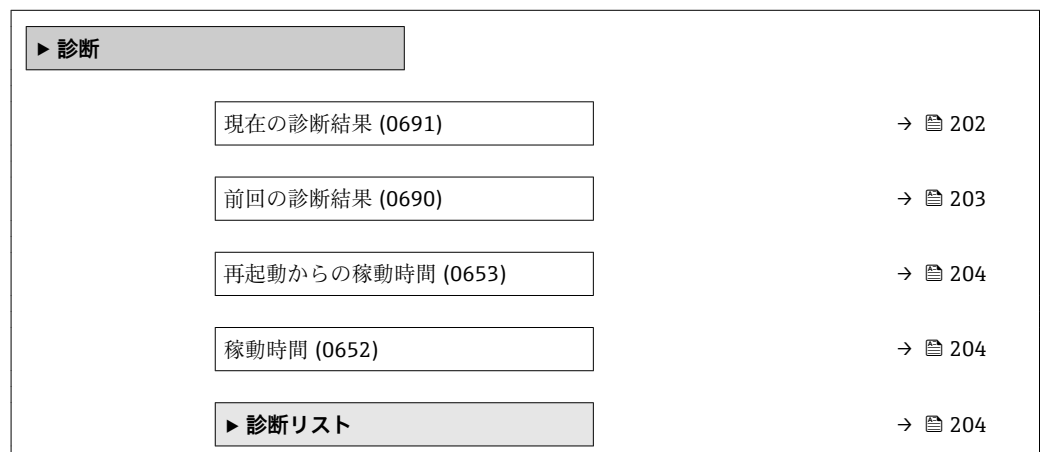 ▶ 診断
現在の診断結果 (0691) → 202
前回の診断結果 (0690) → 203
再起動からの稼動時間 (0653) → 204
稼動時間 (0652) → 204
▶ 診断リスト → 204